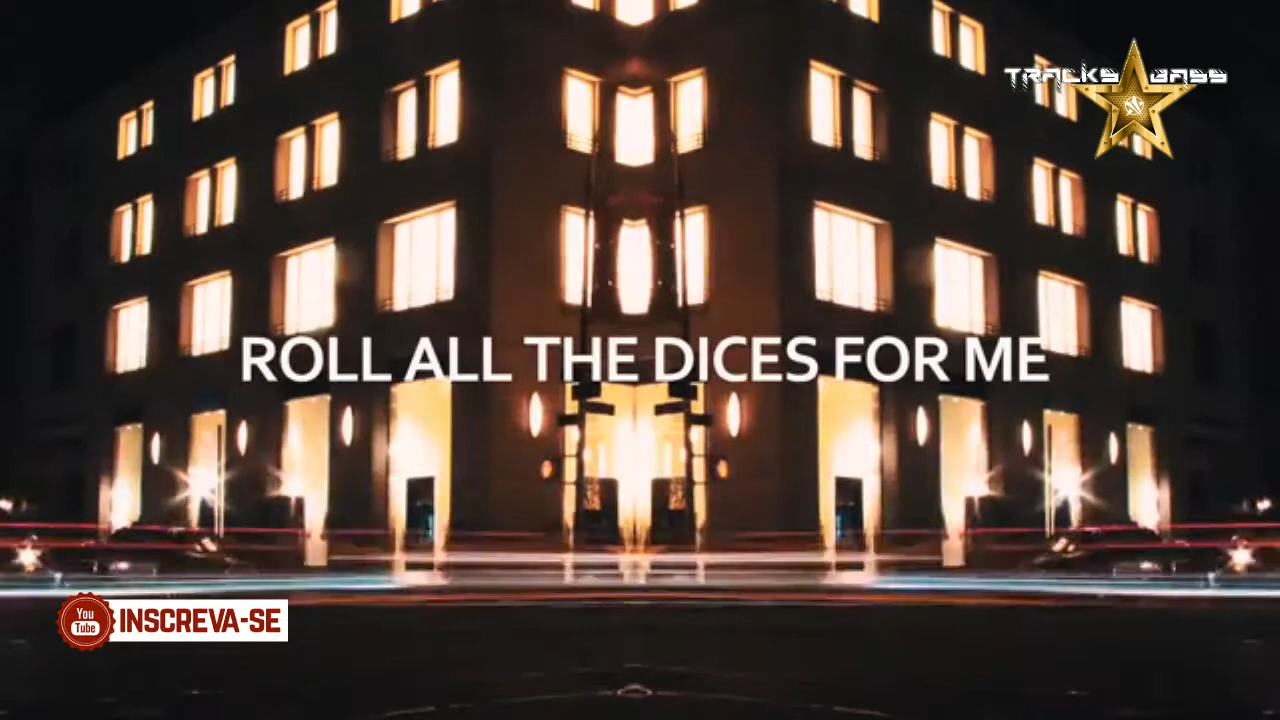 TRACKS BASS
ROLL ALL THE DICES FOR ME
You
Tube
INSCREVA-SE